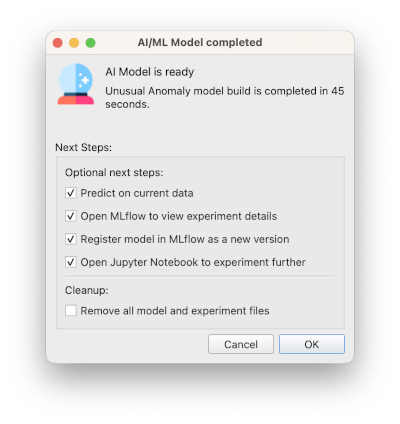 AI/ML Model completed
AI Model is ready
Unusual Anomaly model build is completed in 45
seconds.
Next Steps:
Optional next steps:
Predict on current data
Open MLflow to view experiment details
Register model in MLflow as a new version
Open Jupyter Notebook to experiment further
Cleanup:
Remove all model and experiment files
Cancel OK